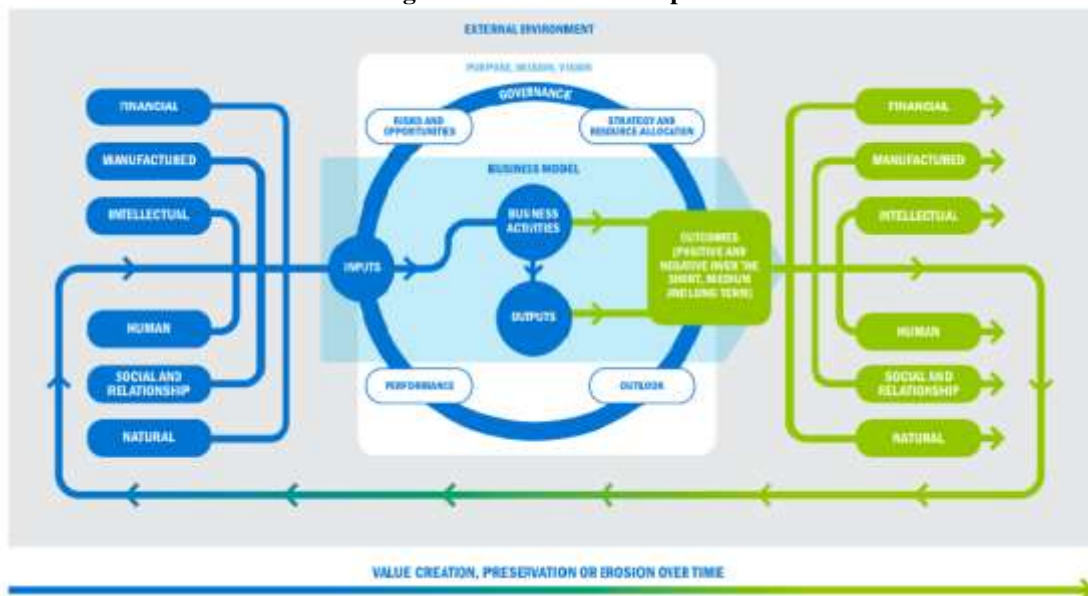 EXTERNAL ENVIRONMENT
PURPOSE, MISSION, VISION
GOVERNANCE
RISKS AND
OPPORTUNITIES
STRATEGY AND
RESOURCE ALLOCATION
FINANCIAL
MANUFACTURED
INTELLECTUAL
HUMAN
SOCIAL AND
RELATIONSHIP
NATURAL
BUSINESS MODEL
INPUTS
BUSINESS
ACTIVITIES
OUTPUTS
OUTCOMES
(POSITIVE AND
NEGATIVE OVER THE
SHORT, MEDIUM
AND LONG TERM)
PERFORMANCE
OUTLOOK
FINANCIAL
MANUFACTURED
INTELLECTUAL
HUMAN
SOCIAL AND
RELATIONSHIP
NATURAL
VALUE CREATION, PRESERVATION OR EROSION OVER TIME